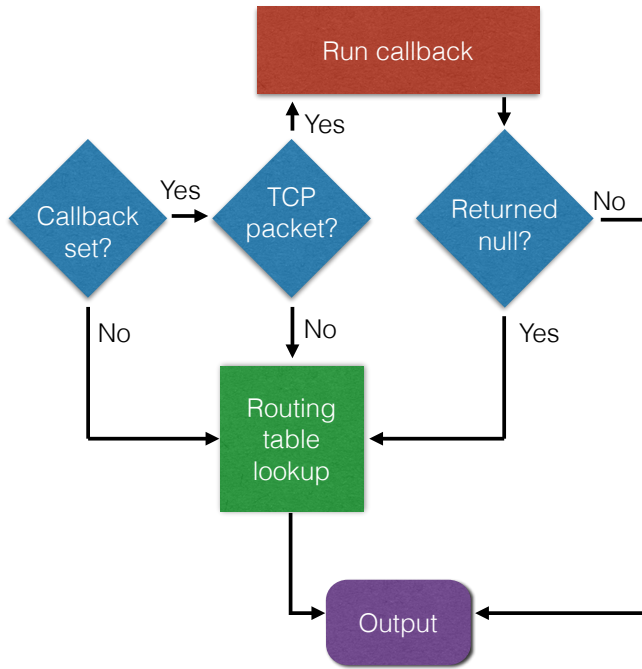 Run callback
Yes
Callback
set?
Yes
TCP
packet?
Returned
null?
No
No
No
Yes
Routing
table
lookup
Output